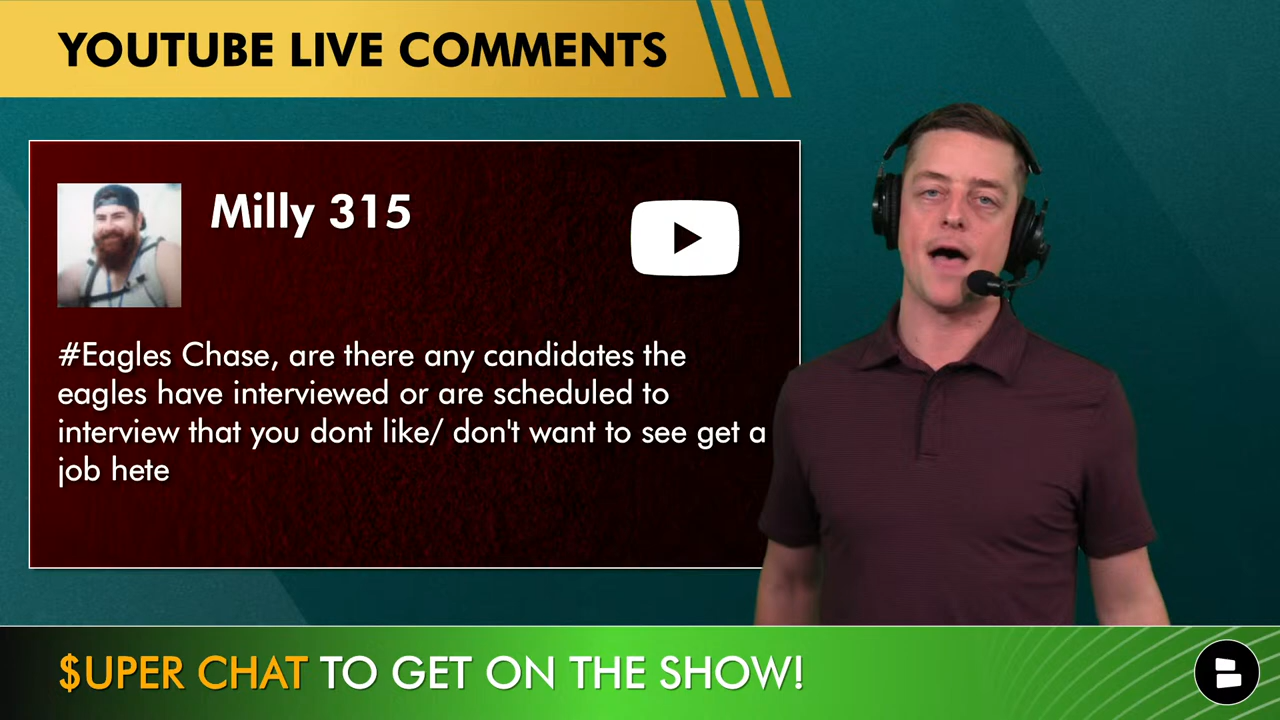 YOUTUBE LIVE COMMENTS
Milly 315
#Eagles Chase, are there any candidates the
eagles have interviewed or are scheduled to
interview that you dont like/ don't want to see get a
job hete
$UPER CHAT TO GET ON THE SHOW!